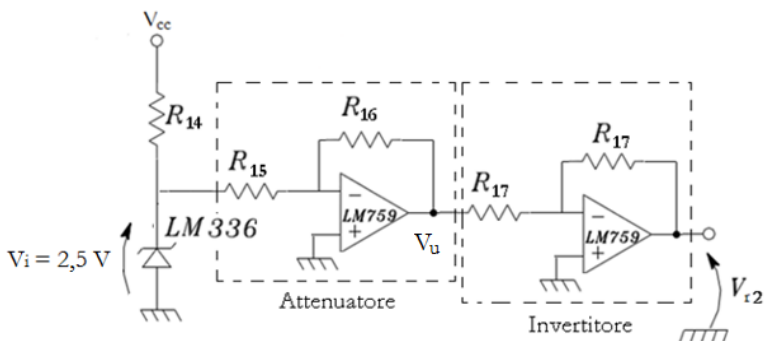 Vcc
R14
R16
R15
R17
R17
LM336
LM759
LM759
Vi = 2,5 V
Vu
Vr2
Attenuatore
Invertitore